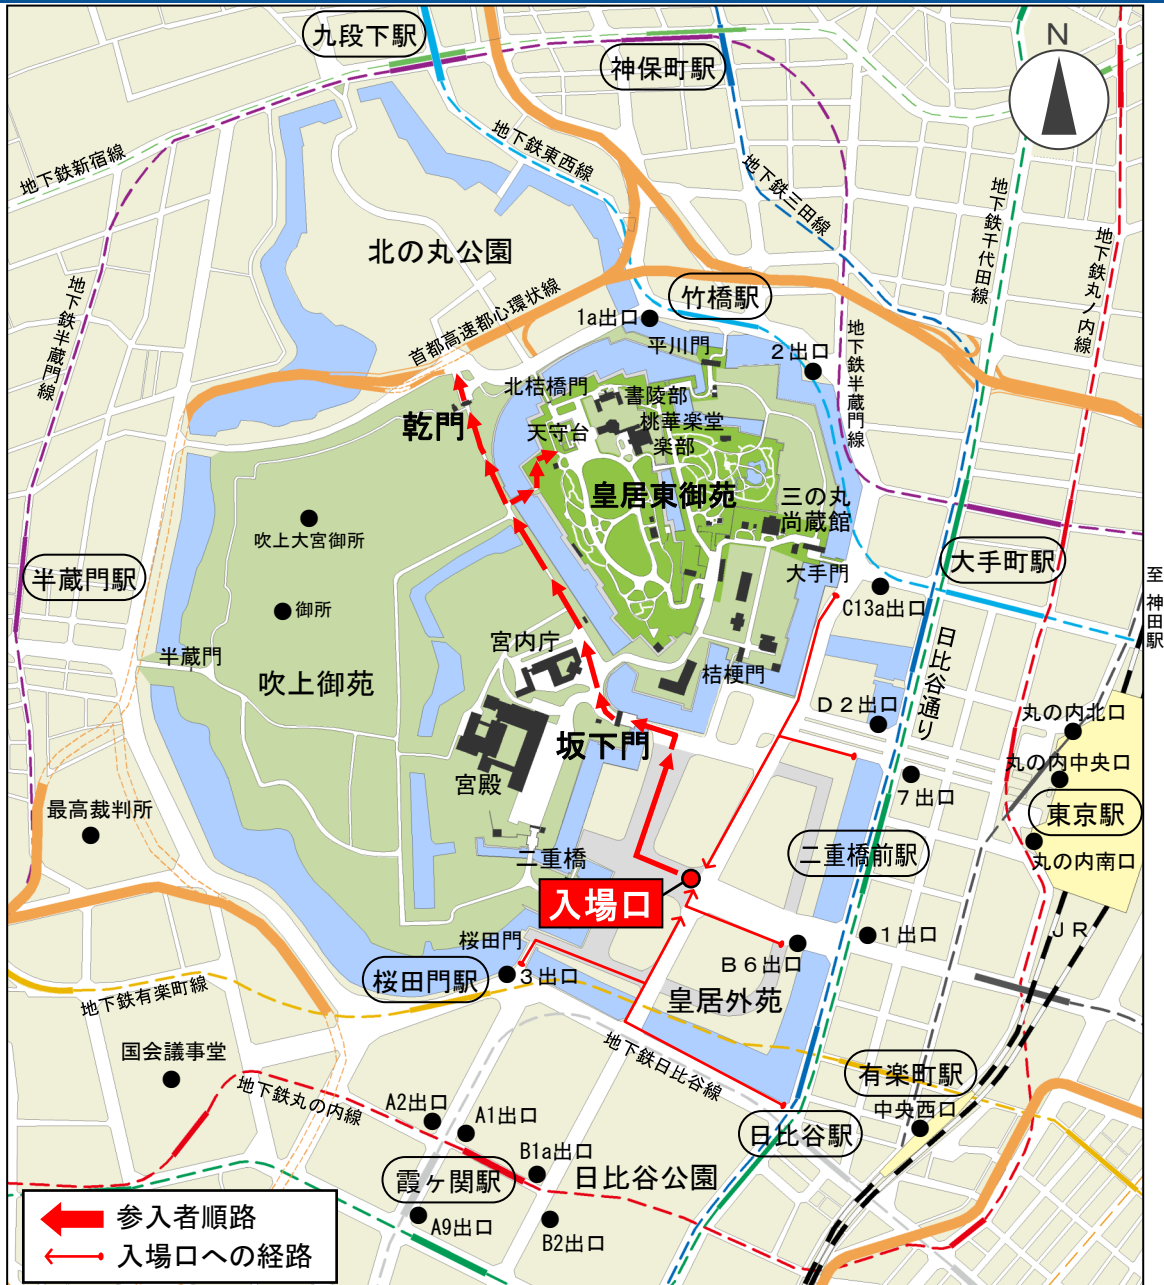 九段下駅
神保町駅
N
地下鉄新宿線
地下鉄東西線
地下鉄三田線
地下鉄千代田線
地下鉄丸ノ内線
北の丸公園
地下鉄半蔵門線
首都高速都心環状線
竹橋駅
1a出口
平川門
2出口
地下鉄半蔵門線
北桔橋門
書陵部
乾門
天守台
桃華楽堂
楽部
皇居東御苑
三の丸
尚蔵館
吹上大宮御所
大手町駅
半蔵門駅
大手門
C13a出口
至神田駅
御所
宮内庁
日比谷通り
半蔵門
吹上御苑
桔梗門
D2出口
丸の内北口
坂下門
丸の内中央口
宮殿
7出口
東京駅
最高裁判所
二重橋
二重橋前駅
丸の内南口
入場口
桜田門
1出口
JR
B6出口
桜田門駅
3出口
地下鉄有楽町線
皇居外苑
国会議事堂
地下鉄日比谷線
有楽町駅
地下鉄丸の内線
A2出口
A1出口
中央西口
日比谷駅
B1a出口
日比谷公園
霞ヶ関駅
A9出口
B2出口
参入者順路
入場口への経路